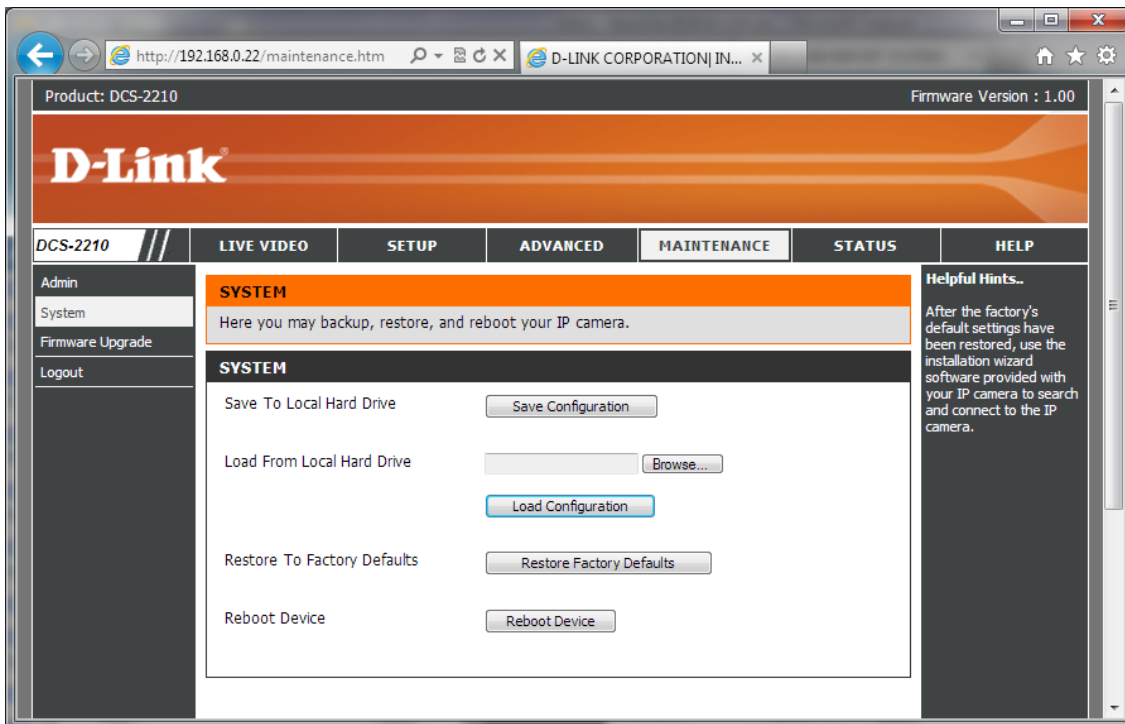 http://192.168.0.22/maintenance.htm
D-LINK CORPORATION| IN...
Product: DCS-2210
Firmware Version : 1.00
D-Link®
DCS-2210
LIVE VIDEO
SETUP
ADVANCED
MAINTENANCE
STATUS
HELP
Admin
System
Firmware Upgrade
Logout
SYSTEM
Here you may backup, restore, and reboot your IP camera.
SYSTEM
Save To Local Hard Drive
Save Configuration
Load From Local Hard Drive
Browse...
Load Configuration
Restore To Factory Defaults
Restore Factory Defaults
Reboot Device
Reboot Device
Helpful Hints..
After the factory's
default settings have
been restored, use the
installation wizard
software provided with
your IP camera to search
and connect to the IP
camera.